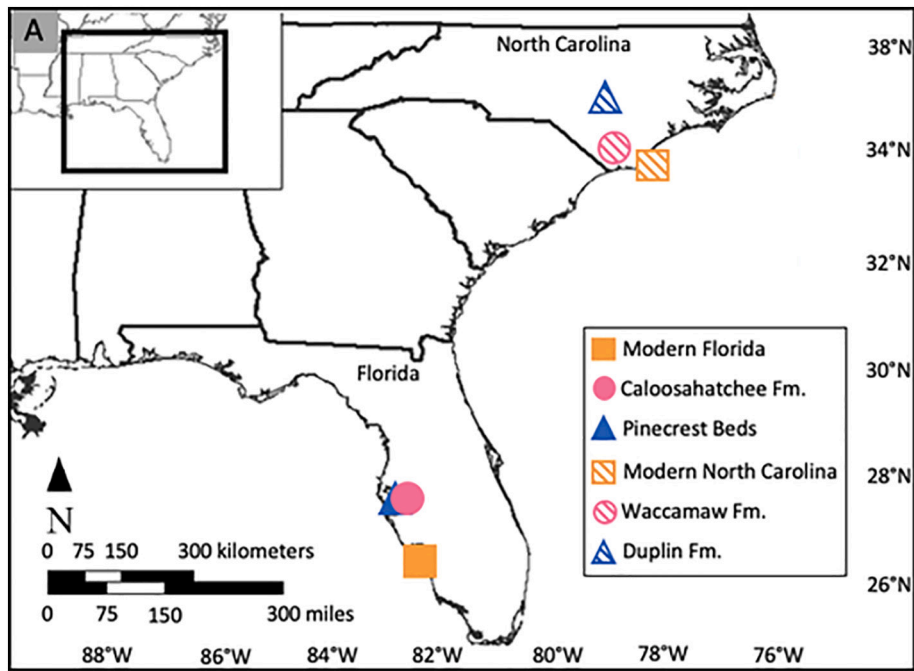 A
North Carolina
38°N
34°N
32°N
30°N
28°N
26°N
Florida
Modern Florida
Caloosahatchee Fm.
Pinecrest Beds
Modern North Carolina
Waccamaw Fm.
Duplin Fm.
N
0 75 150 300 kilometers
0 75 150 300 miles
88°W 86°W 84°W 82°W 80°W 78°W 76°W